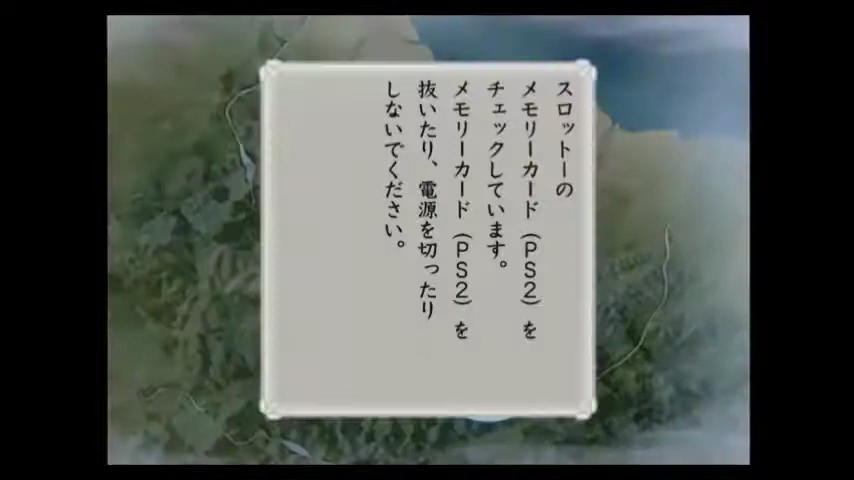 スロット一の
メモリーカード（PS2）を
チェックしています。
メモリーカード（PS2）を
抜いたり、電源を切ったり
しないでください。